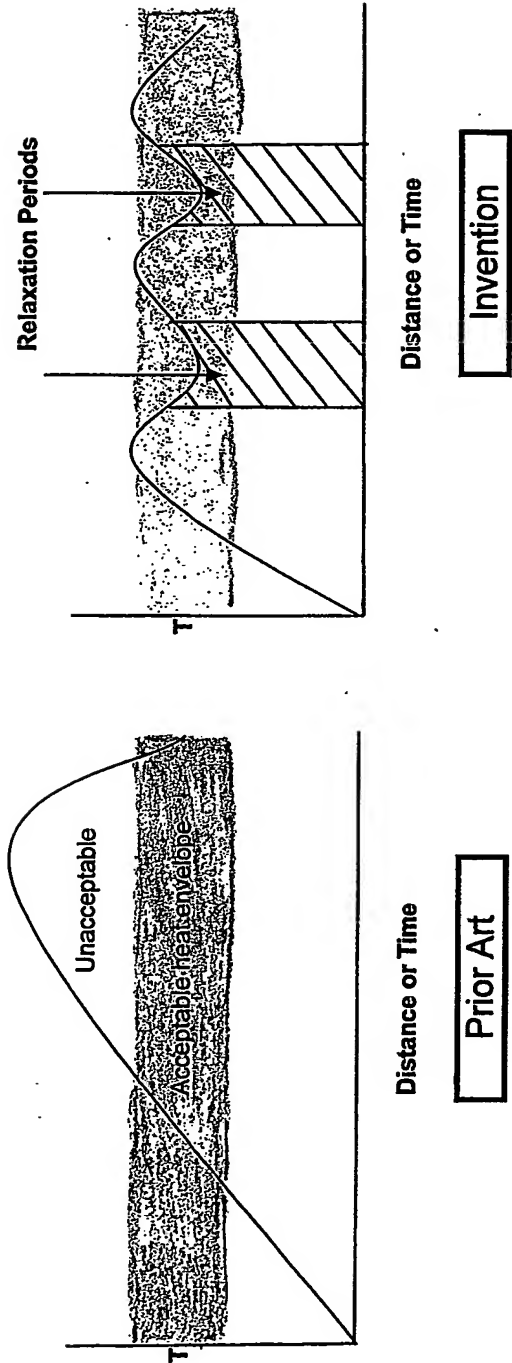 T
Unacceptable
Acceptable heat envelope
Distance or Time
Prior Art
Relaxation Periods
T
Distance or Time
Invention